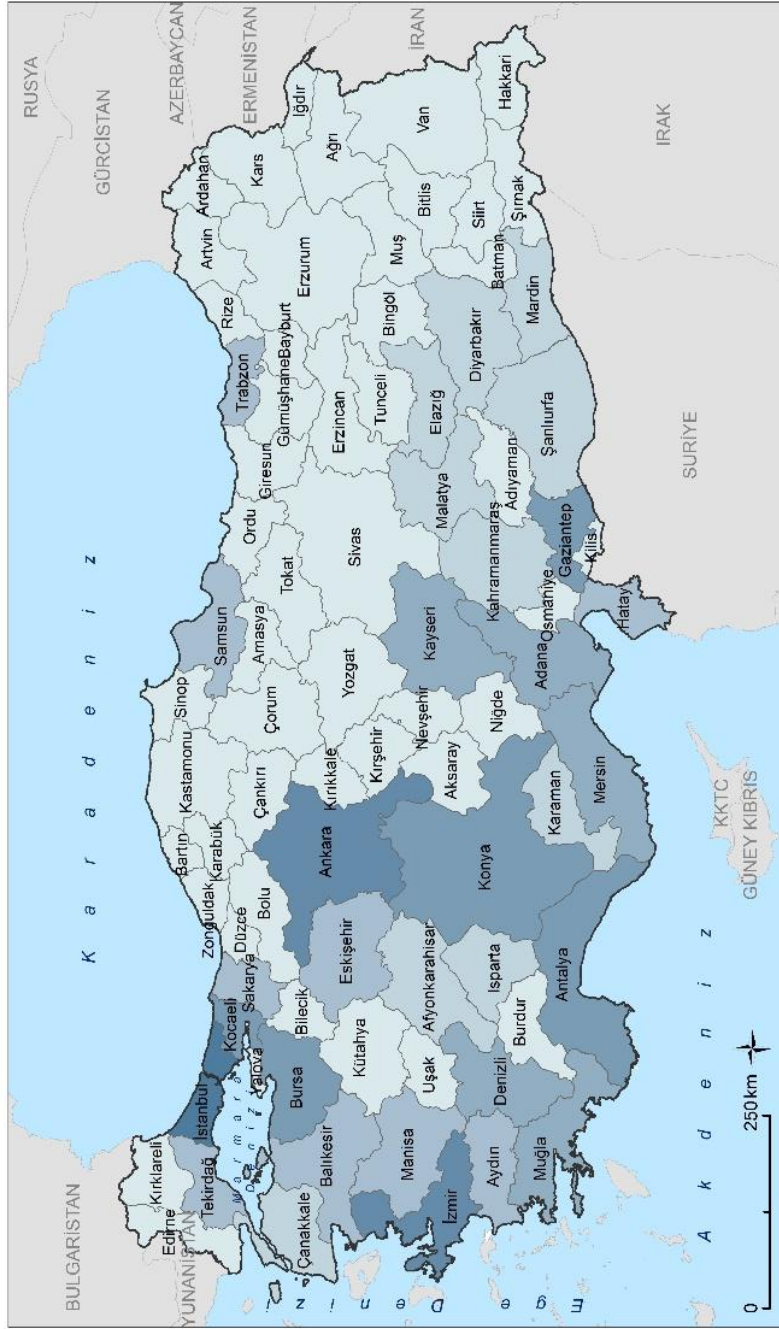 RUSYA
BULGARİSTAN
GÜRCİSTAN
AZERBAYCAN
ERMENİSTAN
İRAN
IRAK
SURİYE
YUNANİSTAN
KKTC
GÜNEY KIBRIS
Karadeniz
Marmara
Denizi
Ege Denizi
Akdeniz
Kırklareli
Edirne
Tekirdağ
İstanbul
Kocaeli
Yalova
Sakarya
Düzce
Zonguldak
Bartın
Karabük
Kastamonu
Sinop
Samsun
Ordu
Giresun
Trabzon
Rize
Artvin
Ardahan
Kars
Iğdır
Ağrı
Erzurum
Bayburt
Gümüşhane
Erzincan
Tunceli
Bingöl
Muş
Bitlis
Van
Hakkari
Şırnak
Siirt
Batman
Mardin
Diyarbakır
Elazığ
Malatya
Adıyaman
Şanlıurfa
Gaziantep
Kilis
Hatay
Osmaniye
Kahramanmaraş
Adana
Kayseri
Sivas
Tokat
Amasya
Çorum
Yozgat
Çankırı
Kırıkkale
Kırşehir
Nevşehir
Aksaray
Niğde
Mersin
Karaman
Konya
Ankara
Bolu
Bilecik
Eskişehir
Bursa
Balıkesir
Çanakkale
Kütahya
Afyonkarahisar
Uşak
Manisa
İzmir
Aydın
Denizli
Muğla
Burdur
Isparta
Antalya
0
250km